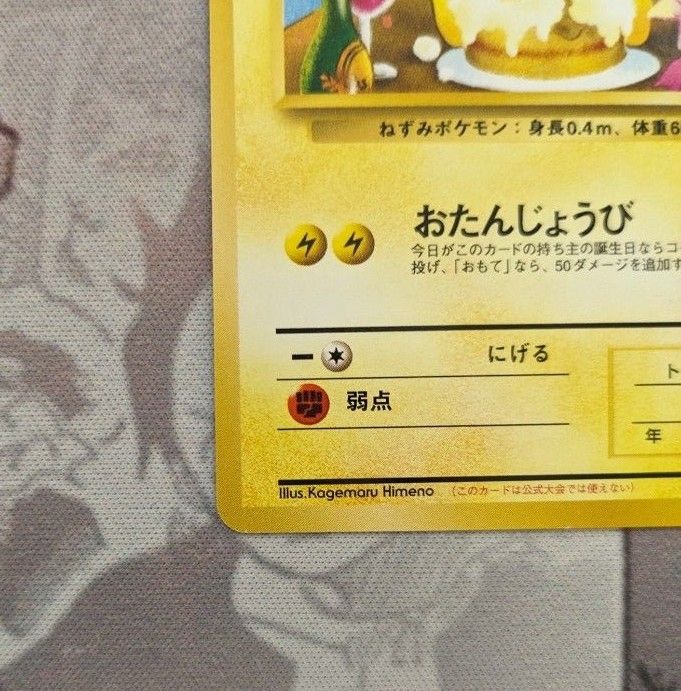 ねずみポケモン：身長0.4m、体重6
おたんじょうび
今日がこのカードの持ち主の誕生日ならコ
投げ、「おもて」なら、50ダメージを追加す
にげる
ト
弱点
年
Illus.Kagemaru Himeno （このカードは公式大会では使えない）